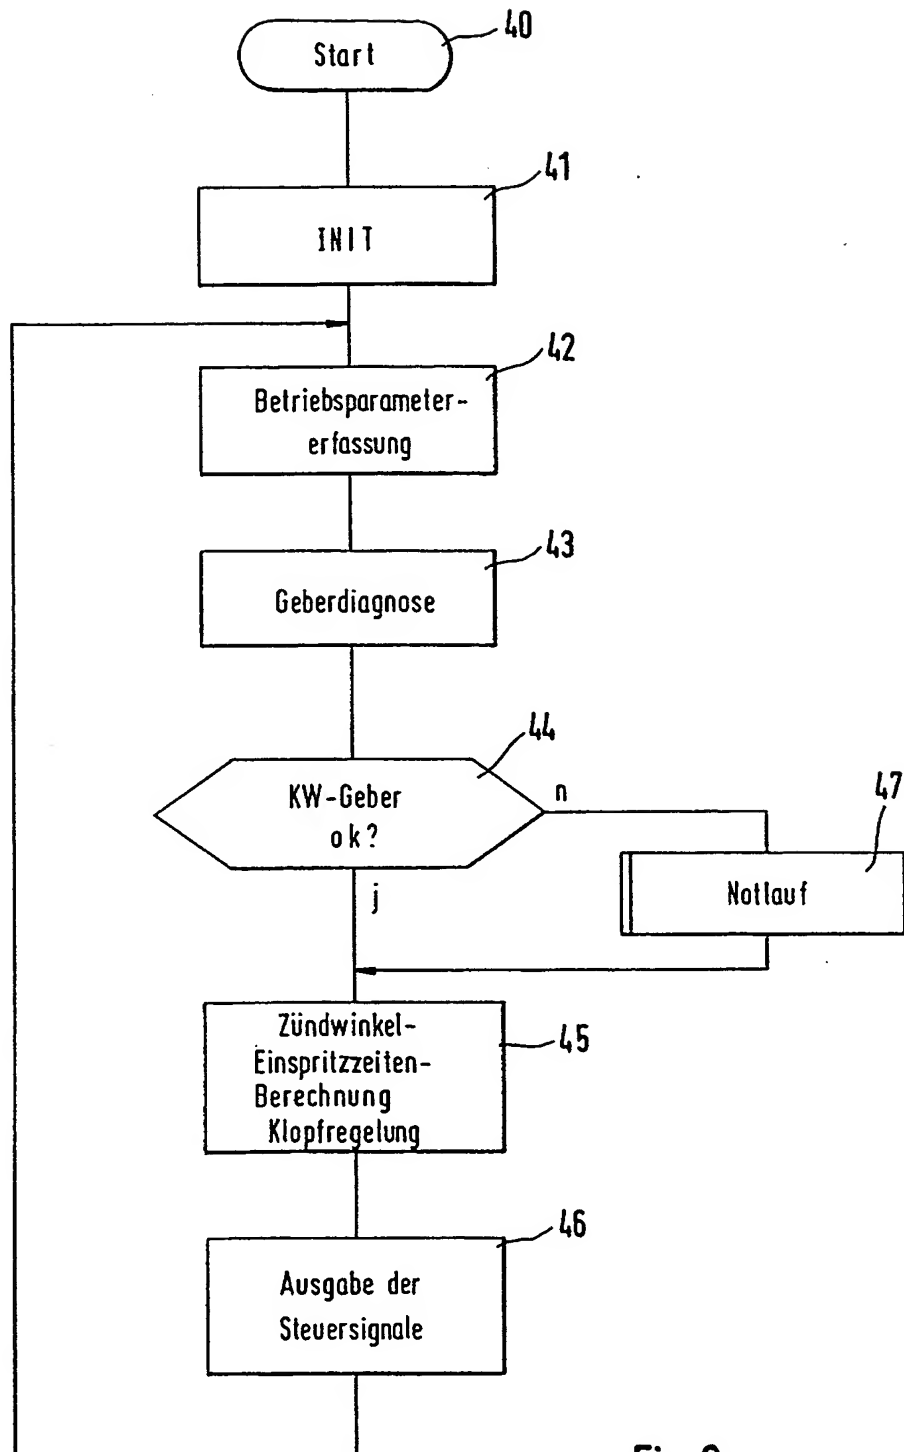 Start
40
INIT
41
Betriebsparameter-
erfassung
42
Geberdiagnose
43
KW-Geber
ok?
44
n
j
Notlauf
47
Zündwinkel-
Einspritzzeiten-
Berechnung
Klopfregelung
45
Ausgabe der
Steuersignale
46